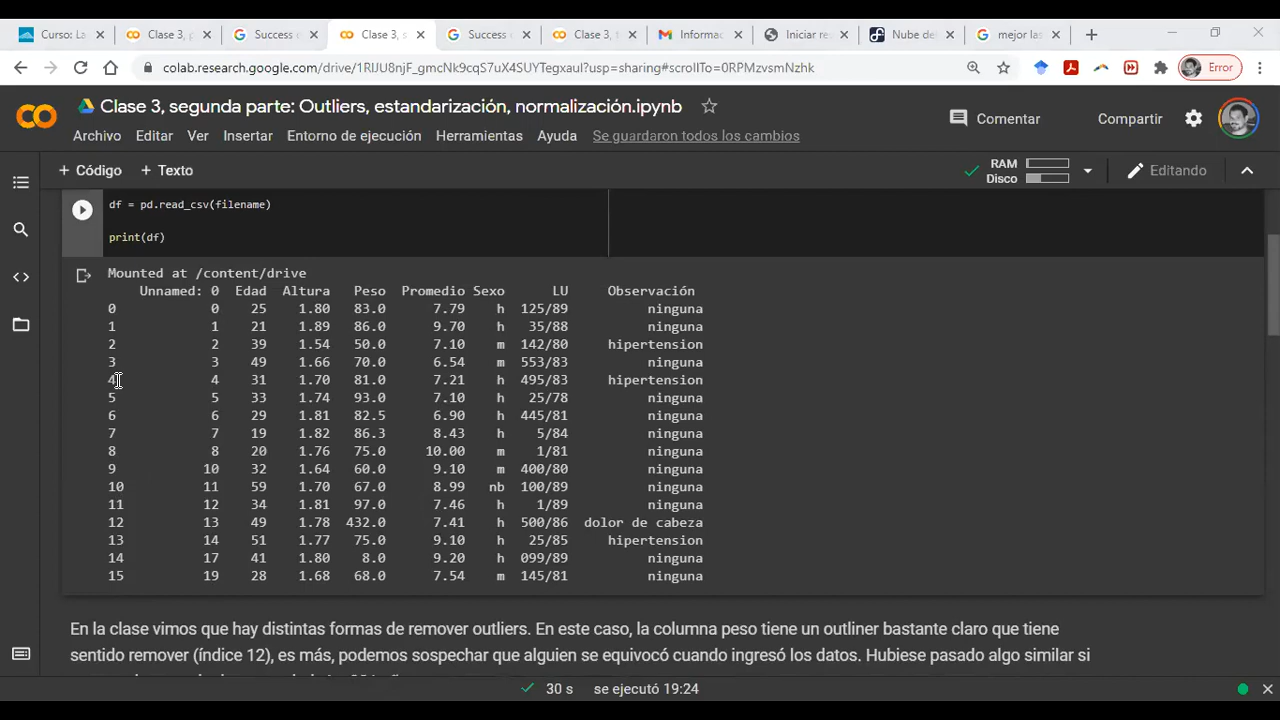 Curso: La
Clase 3, p
Success c
Clase 3, s
Success c
Clase 3, t
Informac
Iniciar re
Nube de
mejor las
colab.research.google.com/drive/1RlJU8njF_gmcNk9cqS7uX4SUYTegxauI?usp=sharing#scrollTo=0RPMzvsmNzhk
Error
Clase 3, segunda parte: Outliers, estandarización, normalización.ipynb
Archivo Editar Ver Insertar Entorno de ejecución Herramientas Ayuda Se guardaron todos los cambios
Comentar Compartir
+ Código + Texto
RAM
Disco
Editando
df = pd.read_csv(filename)
print(df)
Mounted at /content/drive
Unnamed: 0 Edad Altura Peso Promedio Sexo LU Observación
0 0 25 1.80 83.0 7.79 h 125/89 ninguna
1 1 21 1.89 86.0 9.70 h 35/88 ninguna
2 2 39 1.54 50.0 7.10 m 142/80 hipertension
3 3 49 1.66 70.0 6.54 m 553/83 ninguna
4 4 31 1.70 81.0 7.21 h 495/83 hipertension
5 5 33 1.74 93.0 7.10 h 25/78 ninguna
6 6 29 1.81 82.5 6.90 h 445/81 ninguna
7 7 19 1.82 86.3 8.43 h 5/84 ninguna
8 8 20 1.76 75.0 10.00 m 1/81 ninguna
9 10 32 1.64 60.0 9.10 m 400/80 ninguna
10 11 59 1.70 67.0 8.99 nb 100/89 ninguna
11 12 34 1.81 97.0 7.46 h 1/89 ninguna
12 13 49 1.78 432.0 7.41 h 500/86 dolor de cabeza
13 14 51 1.77 75.0 9.10 h 25/85 hipertension
14 17 41 1.80 8.0 9.20 h 099/89 ninguna
15 19 28 1.68 68.0 7.54 m 145/81 ninguna
En la clase vimos que hay distintas formas de remover outliers. En este caso, la columna peso tiene un outliner bastante claro que tiene
sentido remover (índice 12), es más, podemos sospechar que alguien se equivocó cuando ingresó los datos. Hubiese pasado algo similar si
30 s se ejecutó 19:24